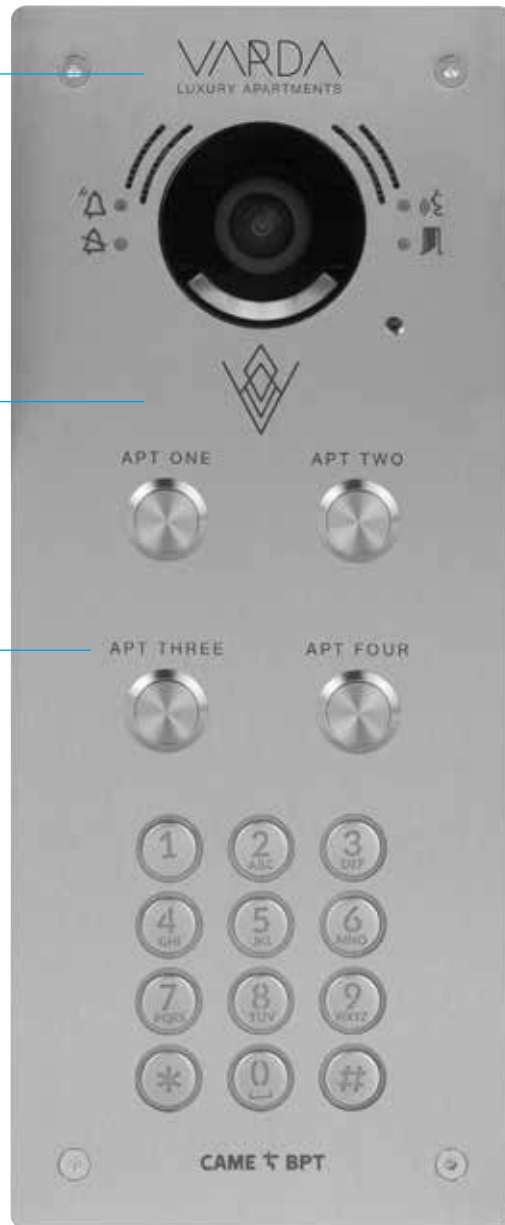 VARDA
LUXURY APARTMENTS
APT ONE APT TWO
APT THREE APT FOUR
1 2 3
ABC DEF
4 5 6
GHI JKL MNO
7 8 9
PQRS TUV WXYZ
* 0 #
CAME BPT